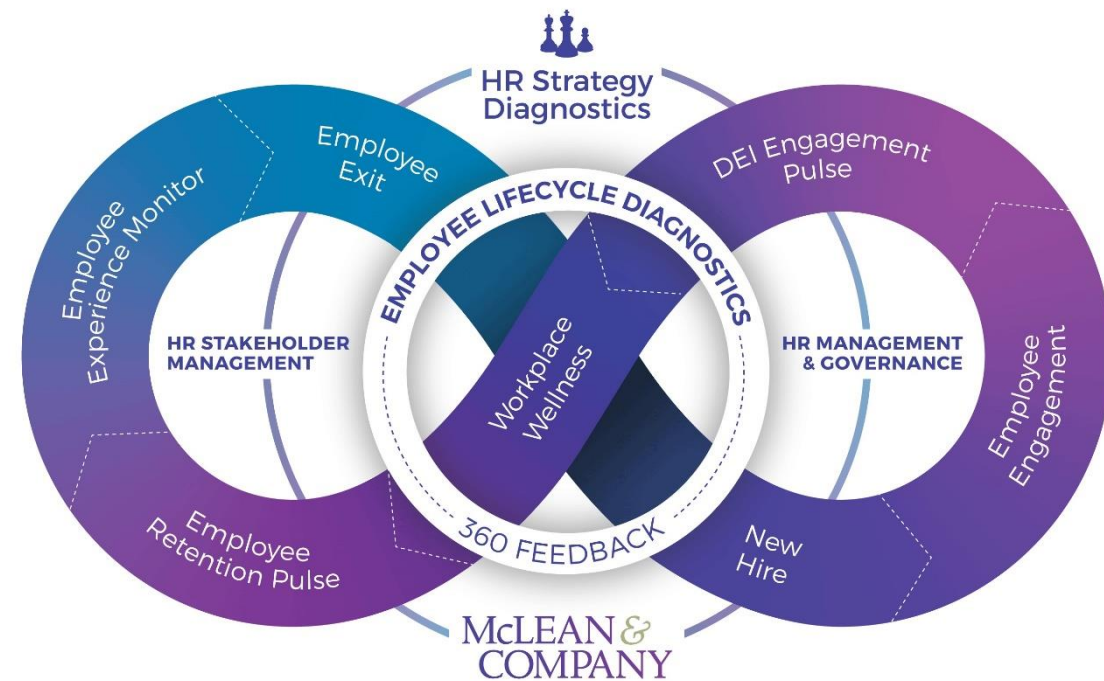 HR Strategy
Diagnostics
Employee
Exit
Employee
Experience Monitor
HR STAKEHOLDER
MANAGEMENT
Employee
Retention Pulse
EMPLOYEE LIFECYCLE DIAGNOSTICS
Workplace
Wellness
360 FEEDBACK
DEI Engagement
Pulse
HR MANAGEMENT
& GOVERNANCE
Employee
Engagement
New
Hire
McLEAN &
COMPANY